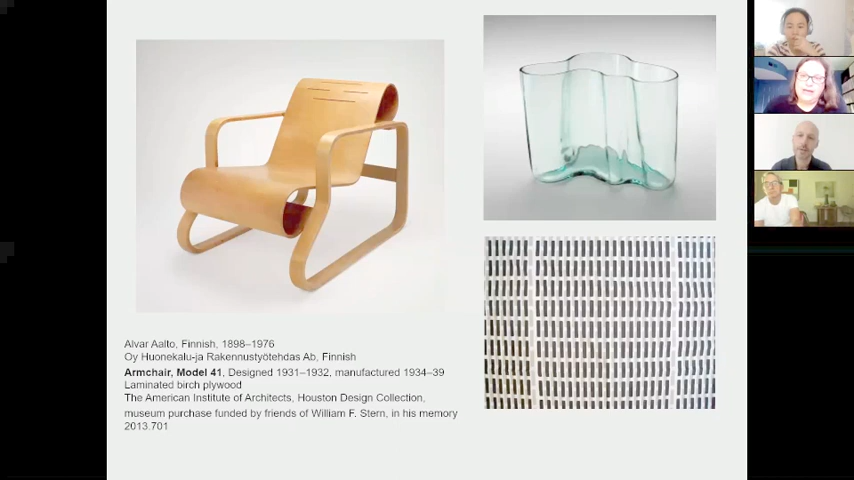 Alvar Aalto, Finnish, 1898–1976
Oy Huonekalu-ja Rakennustyötehdas Ab, Finnish
Armchair, Model 41, Designed 1931–1932, manufactured 1934–39
Laminated birch plywood
The American Institute of Architects, Houston Design Collection,
museum purchase funded by friends of William F. Stern, in his memory
2013.701